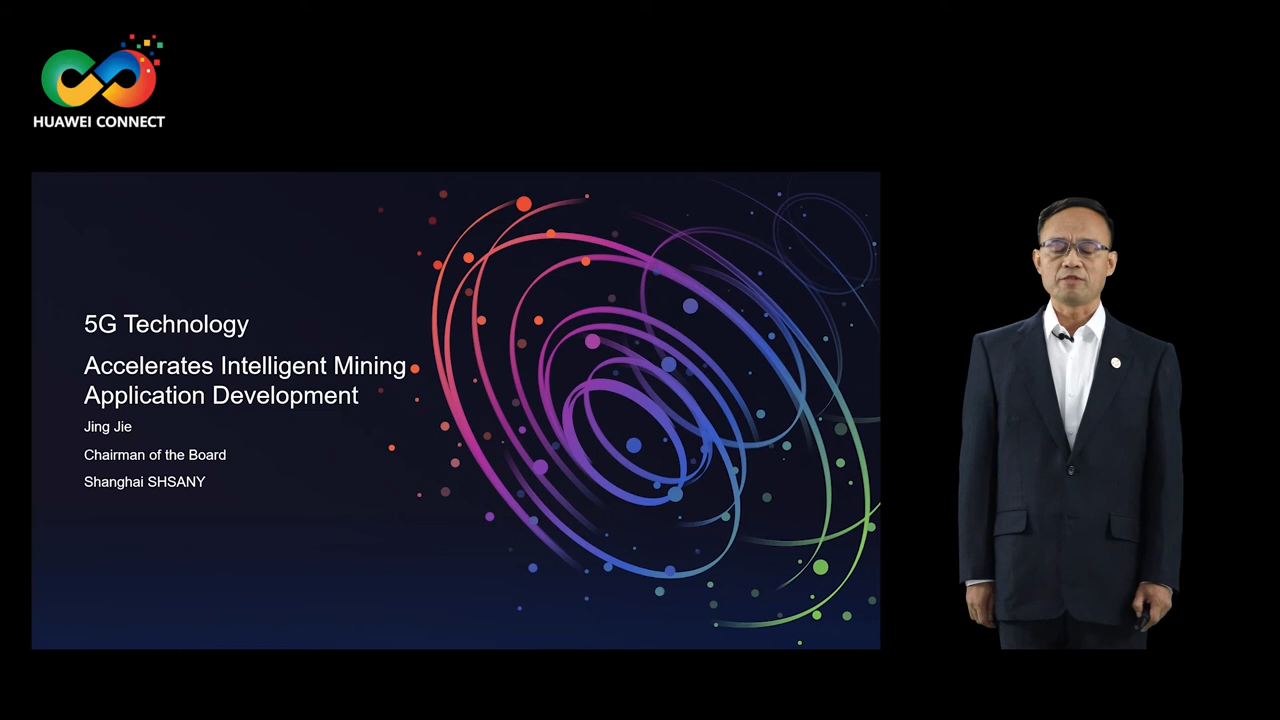 HUAWEI CONNECT
5G Technology
Accelerates Intelligent Mining
Application Development
Jing Jie
Chairman of the Board
Shanghai SHSANY